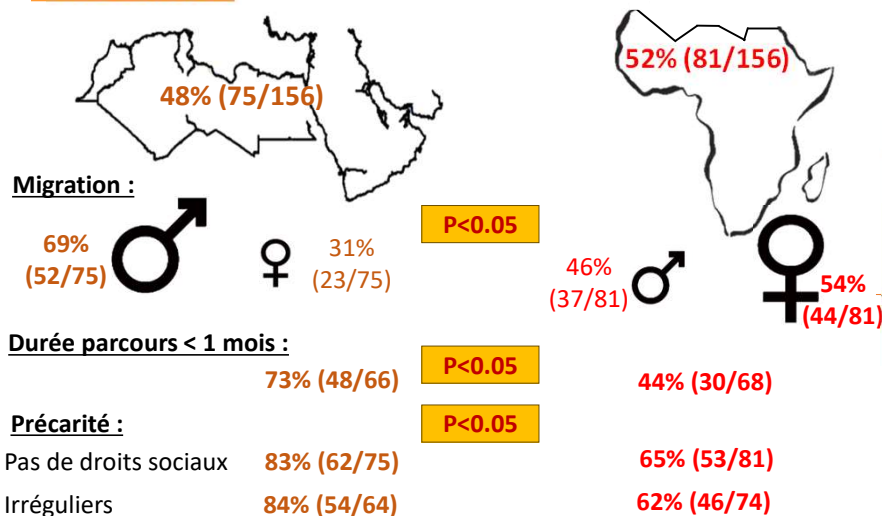 48% (75/156)
52% (81/156)
Migration :
69%
(52/75)
31%
(23/75)
P<0.05
46%
(37/81)
54%
(44/81)
Durée parcours < 1 mois :
73% (48/66)
P<0.05
44% (30/68)
Précarité :
P<0.05
Pas de droits sociaux
83% (62/75)
65% (53/81)
Irréguliers
84% (54/64)
62% (46/74)